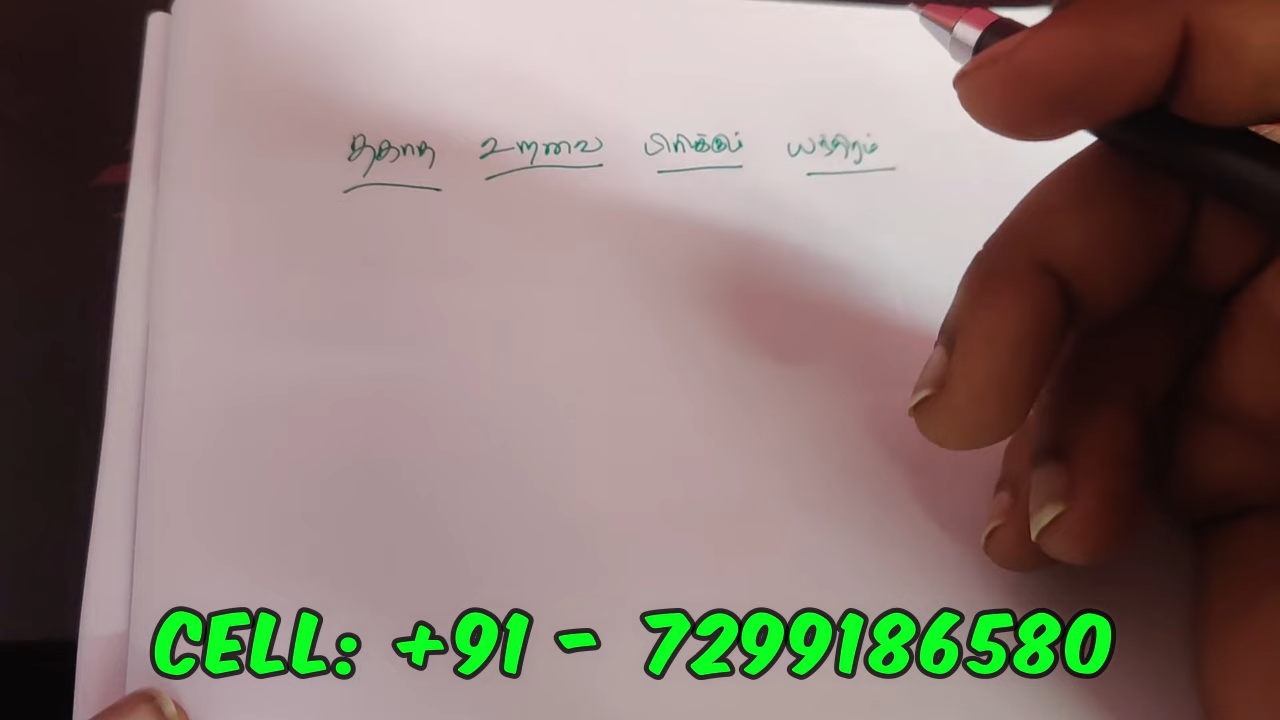 தகாத உறவை பிரிக்கும் யந்திரம்
CELL: +91 - 7299186580